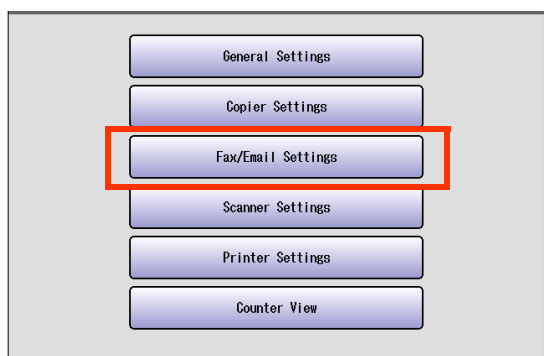 General Settings
Copier Settings
Fax/Email Settings
Scanner Settings
Printer Settings
Counter View